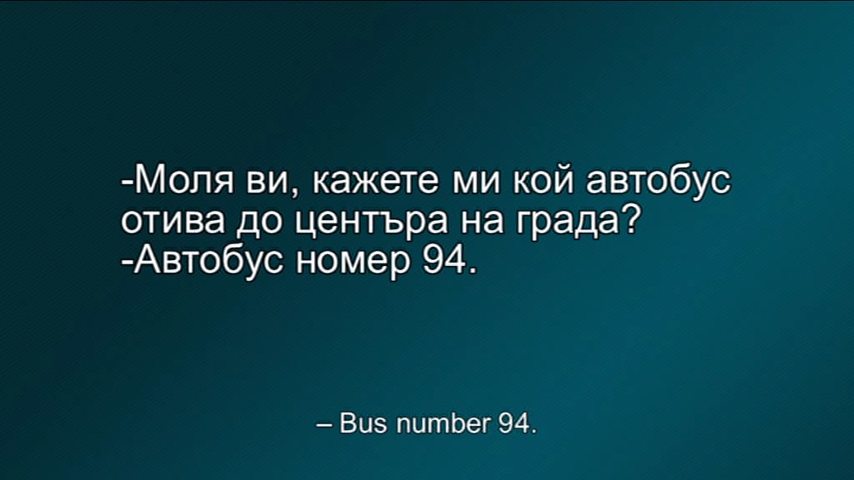 -Моля ви, кажете ми кой автобус
отива до центъра на града?
-Автобус номер 94.
– Bus number 94.